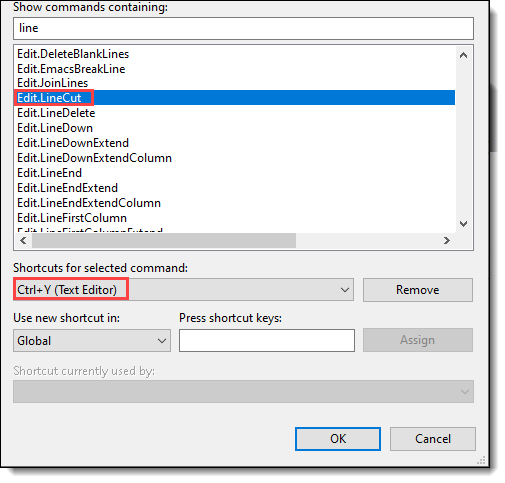 Show commands containing:
line
Edit.DeleteBlankLines
Edit.EmacsBreakLine
Edit.JoinLines
Edit.LineCut
Edit.LineDelete
Edit.LineDown
Edit.LineDownExtend
Edit.LineDownExtendColumn
Edit.LineEnd
Edit.LineEndExtend
Edit.LineEndExtendColumn
Edit.LineFirstColumn
Edit.LineFirstColumnExtend
Shortcuts for selected command:
Ctrl+Y (Text Editor)
Remove
Use new shortcut in:
Press shortcut keys:
Global
Assign
Shortcut currently used by:
OK
Cancel